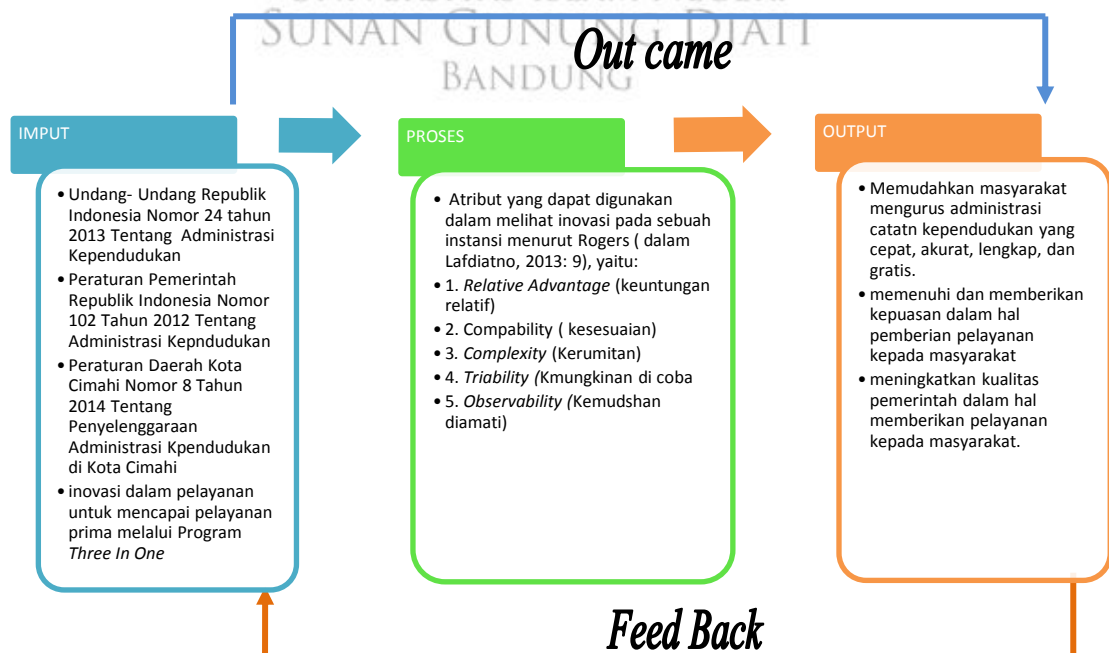 SUNAN GUNUNG DJATI
BANDUNG
Out came
IMPUT
• Undang- Undang Republik
Indonesia Nomor 24 tahun
2013 Tentang Administrasi
Kependudukan
• Peraturan Pemerintah
Republik Indonesia Nomor
102 Tahun 2012 Tentang
Administrasi Kepndudukan
• Peraturan Daerah Kota
Cimahi Nomor 8 Tahun
2014 Tentang
Penyelenggaraan
Administrasi Kpendudukan
di Kota Cimahi
• inovasi dalam pelayanan
untuk mencapai pelayanan
prima melalui Program
Three In One
PROSES
• Atribut yang dapat digunakan
dalam melihat inovasi pada sebuah
instansi menurut Rogers ( dalam
Lafdiatno, 2013: 9), yaitu:
• 1. Relative Advantage (keuntungan
relatif)
• 2. Compability ( kesesuaian)
• 3. Complexity (Kerumitan)
• 4. Triability (Kmungkinan di coba
• 5. Observability (Kemudshan
diamati)
OUTPUT
• Memudahkan masyarakat
mengurus administrasi
catatn kependudukan yang
cepat, akurat, lengkap, dan
gratis.
• memenuhi dan memberikan
kepuasan dalam hal
pemberian pelayanan
kepada masyarakat
• meningkatkan kualitas
pemerintah dalam hal
memberikan pelayanan
kepada masyarakat.
Feed Back